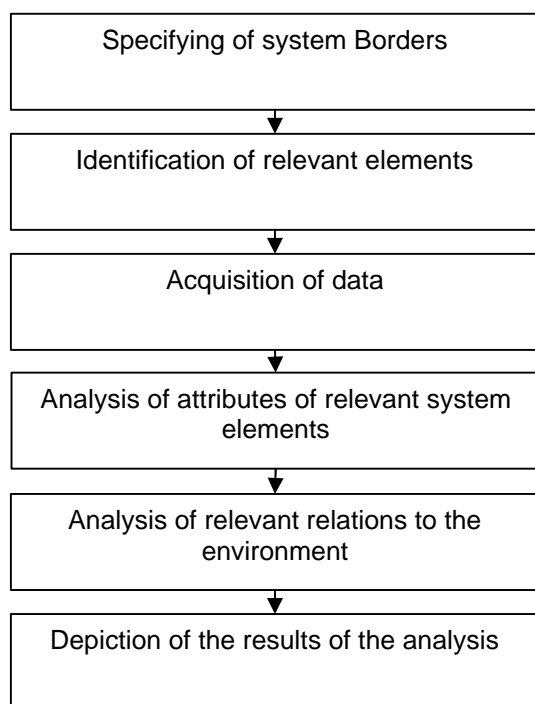 Specifying of system Borders
Identification of relevant elements
Acquisition of data
Analysis of attributes of relevant system
elements
Analysis of relevant relations to the
environment
Depiction of the results of the analysis